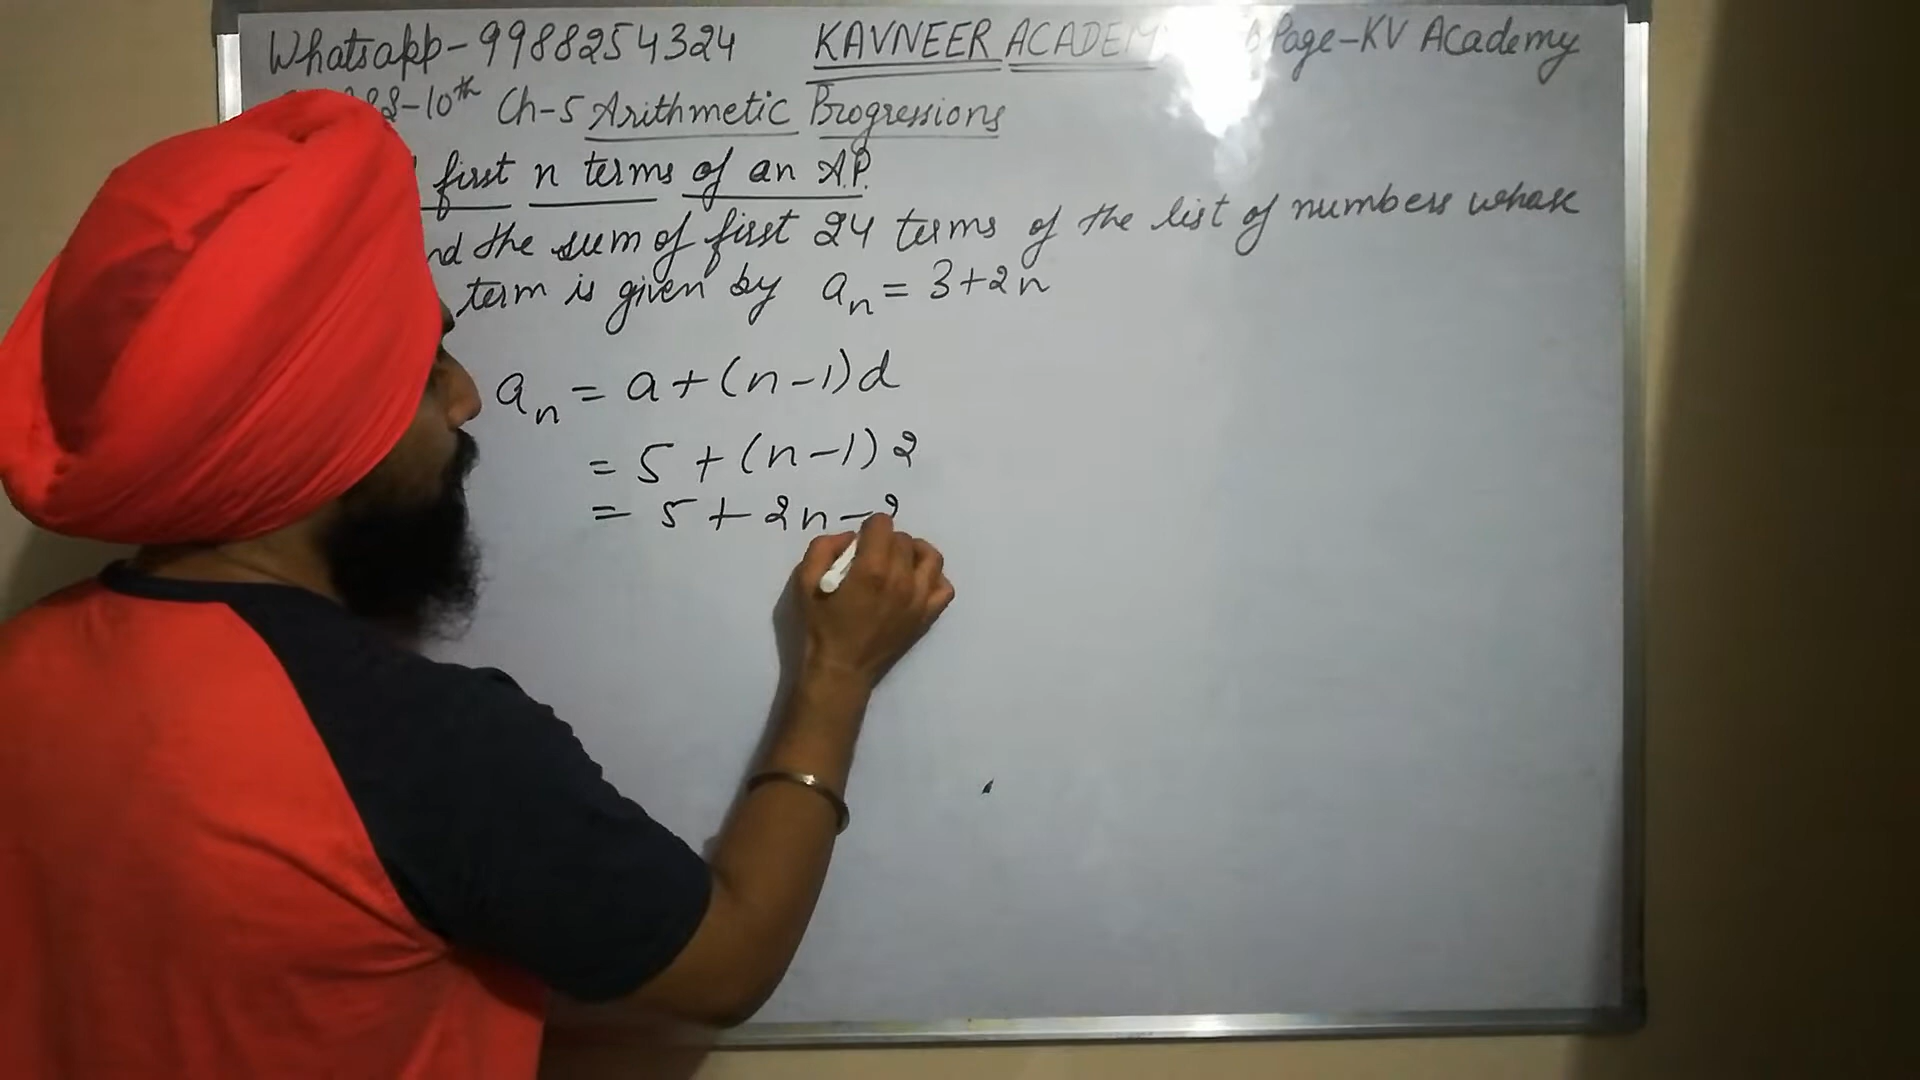 Whatsapp-9988254324 KAVNEER ACADEM Page-KV Academy
-10th Ch-5 Arithmetic Progressions
first n terms of an A.P.
the sum of first 24 terms of the list of numbers whose
term is given by an = 3+2n
an = a+(n-1)d
= 5+(n-1)2
= 5+2n-2